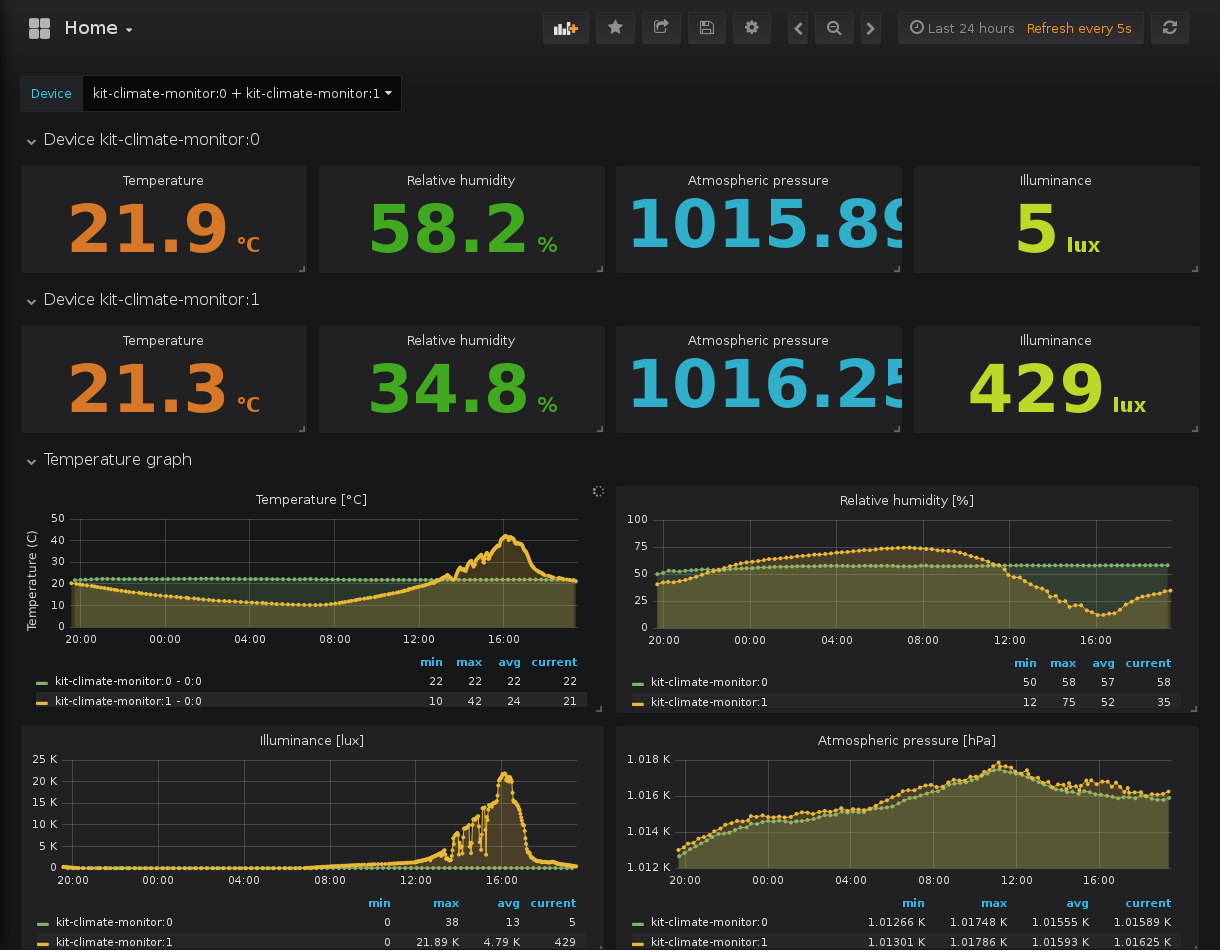 Home
Last 24 hours Refresh every 5s
Device kit-climate-monitor:0 + kit-climate-monitor:1
Device kit-climate-monitor:0
Temperature Relative humidity Atmospheric pressure Illuminance
21.9 °C 58.2 % 1015.89 5 lux
Device kit-climate-monitor:1
Temperature Relative humidity Atmospheric pressure Illuminance
21.3 °C 34.8 % 1016.25 429 lux
Temperature graph
Temperature [°C]
Temperature (C)
50
40
30
20
10
0
20:00 00:00 04:00 08:00 12:00 16:00
min max avg current
kit-climate-monitor:0 - 0:0 22 22 22 22
kit-climate-monitor:1 - 0:0 10 42 24 21
Relative humidity [%]
100
75
50
25
0
20:00 00:00 04:00 08:00 12:00 16:00
min max avg current
kit-climate-monitor:0 50 58 57 58
kit-climate-monitor:1 12 75 52 35
Illuminance [lux]
25 K
20 K
15 K
10 K
5 K
0
20:00 00:00 04:00 08:00 12:00 16:00
min max avg current
kit-climate-monitor:0 0 38 13 5
kit-climate-monitor:1 0 21.89 K 4.79 K 429
Atmospheric pressure [hPa]
1.018 K
1.016 K
1.014 K
1.012 K
20:00 00:00 04:00 08:00 12:00 16:00
min max avg current
kit-climate-monitor:0 1.01266 K 1.01748 K 1.01555 K 1.01589 K
kit-climate-monitor:1 1.01301 K 1.01786 K 1.01593 K 1.01625 K